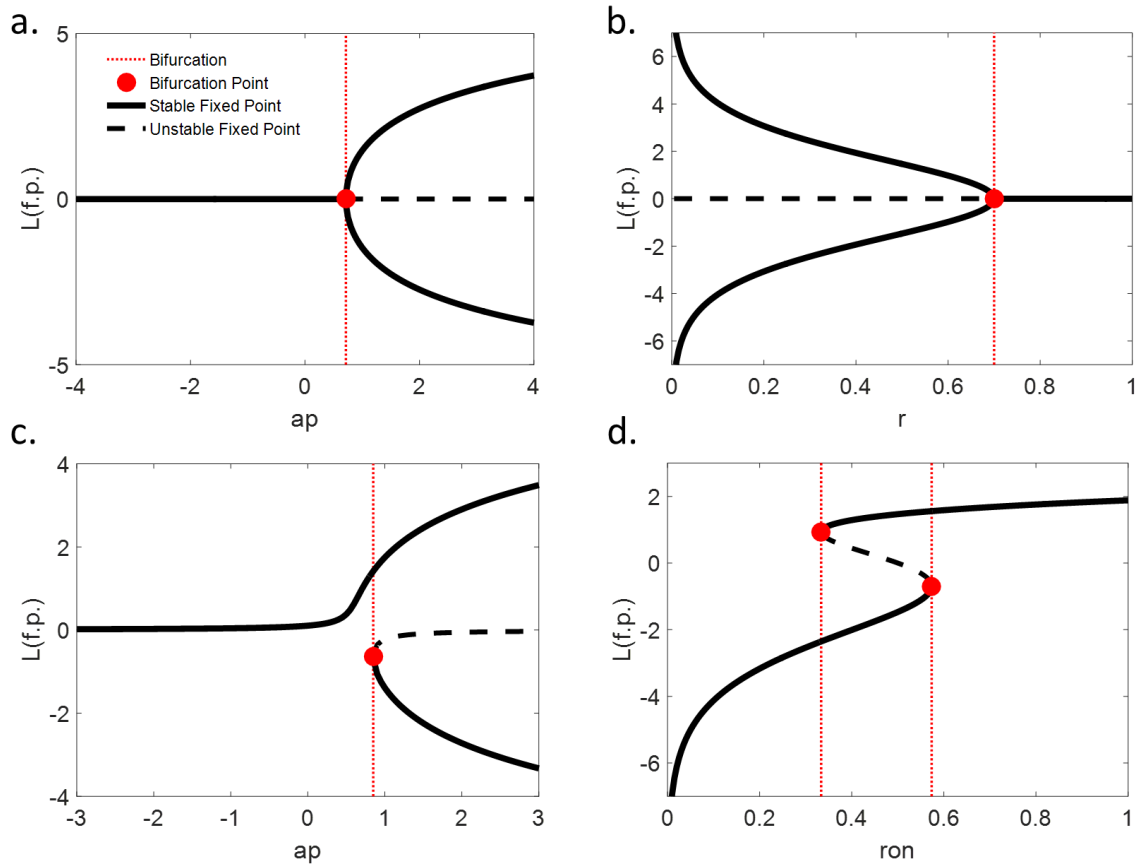 a.
5
0
-5
L(f.p.)
Bifurcation
Bifurcation Point
Stable Fixed Point
Unstable Fixed Point
-4 -2 0 2 4
ap
b.
6
4
2
0
-2
-4
-6
L(f.p.)
0 0.2 0.4 0.6 0.8 1
r
c.
4
2
0
-2
-4
L(f.p.)
-3 -2 -1 0 1 2 3
ap
d.
2
0
-2
-4
-6
L(f.p.)
0 0.2 0.4 0.6 0.8 1
ron